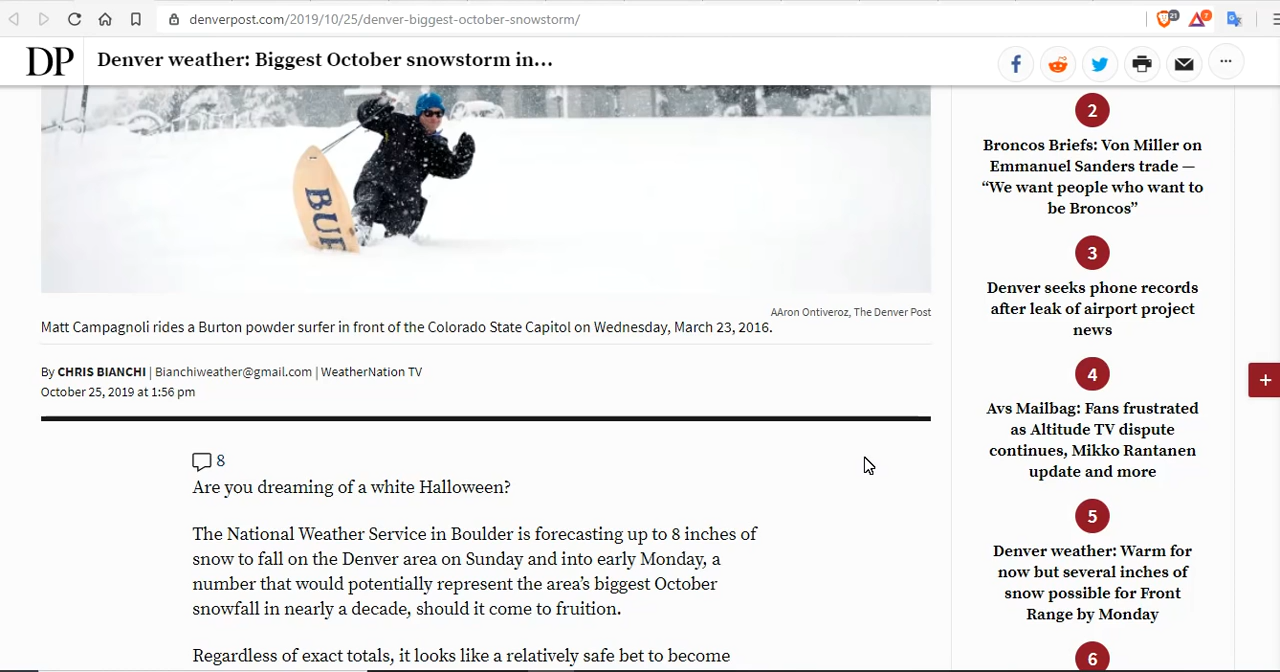 denverpost.com/2019/10/25/denver-biggest-october-snowstorm/
21
7
DP
Denver weather: Biggest October snowstorm in...
BUR
AAron Ontiveroz, The Denver Post
Matt Campagnoli rides a Burton powder surfer in front of the Colorado State Capitol on Wednesday, March 23, 2016.
By CHRIS BIANCHI | Bianchiweather@gmail.com | WeatherNation TV
October 25, 2019 at 1:56 pm
8
Are you dreaming of a white Halloween?
The National Weather Service in Boulder is forecasting up to 8 inches of
snow to fall on the Denver area on Sunday and into early Monday, a
number that would potentially represent the area's biggest October
snowfall in nearly a decade, should it come to fruition.
Regardless of exact totals, it looks like a relatively safe bet to become
2
Broncos Briefs: Von Miller on
Emmanuel Sanders trade —
“We want people who want to
be Broncos”
3
Denver seeks phone records
after leak of airport project
news
4
Avs Mailbag: Fans frustrated
as Altitude TV dispute
continues, Mikko Rantanen
update and more
5
Denver weather: Warm for
now but several inches of
snow possible for Front
Range by Monday
6
+